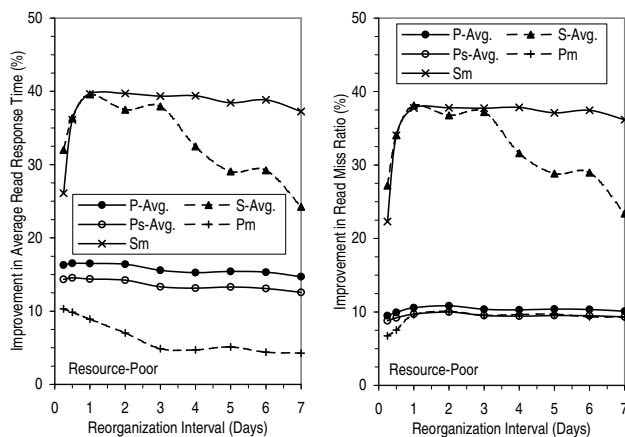 50
40
30
20
10
0
Improvement in Average Read Response Time (%)
P-Avg.
S-Avg.
Ps-Avg.
Pm
Sm
Resource-Poor
0 1 2 3 4 5 6 7
Reorganization Interval (Days)
50
40
30
20
10
0
Improvement in Read Miss Ratio (%)
P-Avg.
S-Avg.
Ps-Avg.
Pm
Sm
Resource-Poor
0 1 2 3 4 5 6 7
Reorganization Interval (Days)